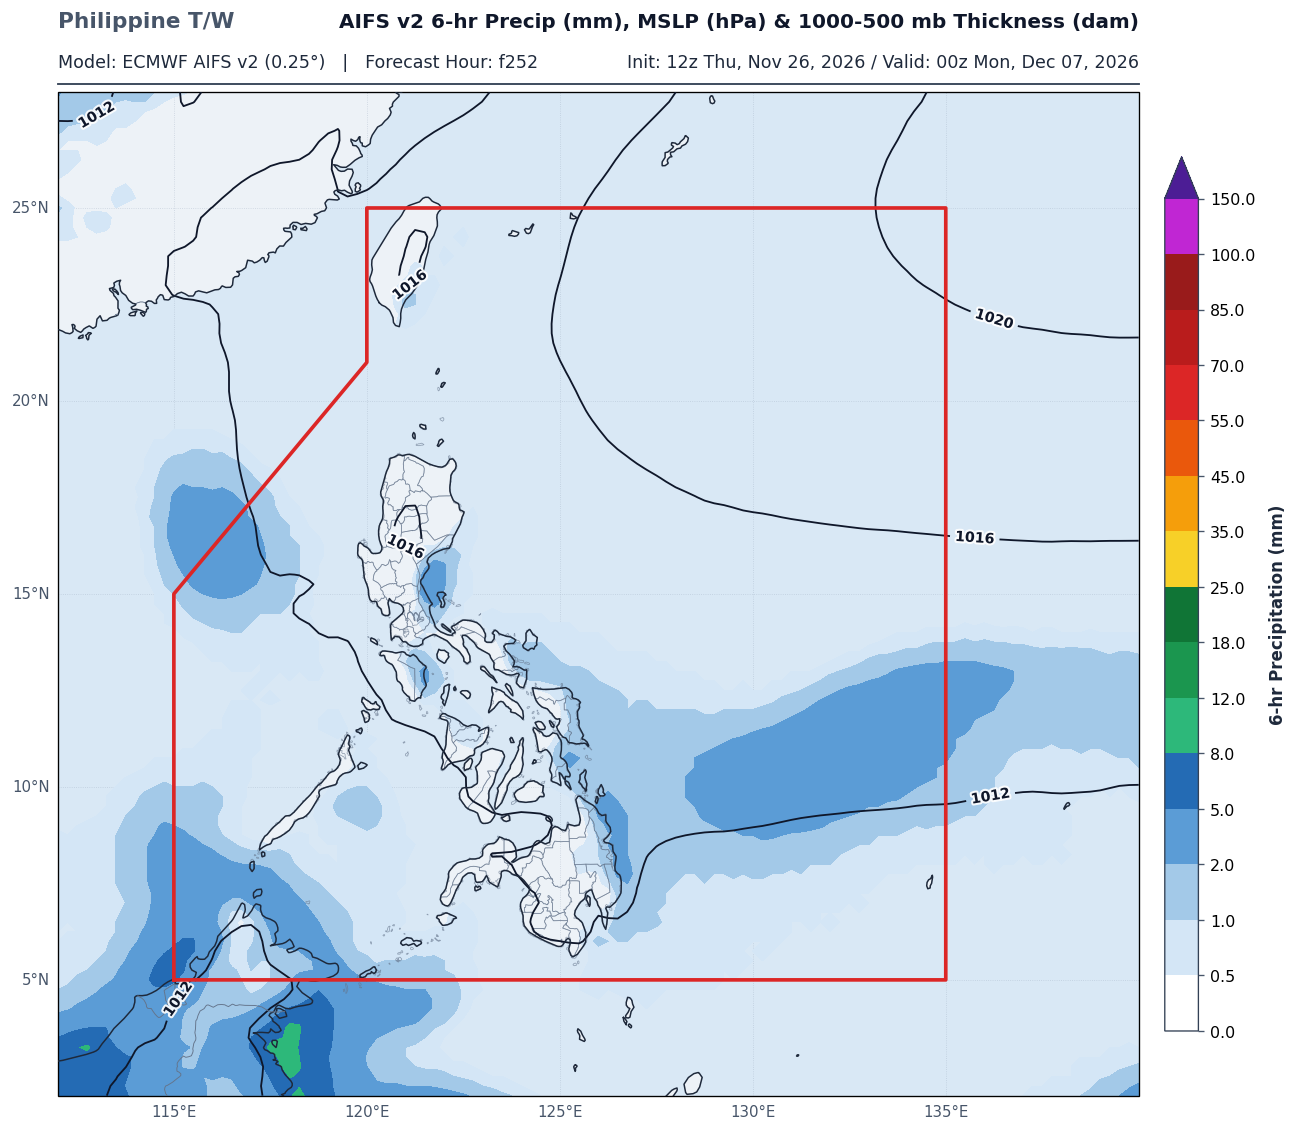 Philippine T/W
AIFS v2 6-hr Precip (mm), MSLP (hPa) & 1000-500 mb Thickness (dam)
Model: ECMWF AIFS v2 (0.25°)   |   Forecast Hour: f252
Init: 12z Thu, Nov 26, 2026 / Valid: 00z Mon, Dec 07, 2026
1012
25°N
1016
1020
20°N
1016
1016
15°N
10°N
1012
5°N
1012
115°E
120°E
125°E
130°E
135°E
150.0
100.0
85.0
70.0
55.0
45.0
35.0
25.0
18.0
12.0
8.0
5.0
2.0
1.0
0.5
0.0
6-hr Precipitation (mm)